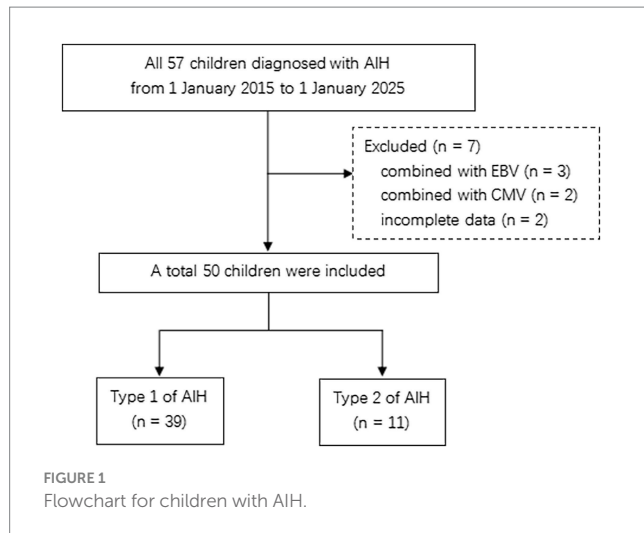 All 57 children diagnosed with AIH
from 1 January 2015 to 1 January 2025
Excluded (n = 7)
combined with EBV (n = 3)
combined with CMV (n = 2)
incomplete data (n = 2)
A total 50 children were included
Type 1 of AIH
(n = 39)
Type 2 of AIH
(n = 11)
FIGURE 1
Flowchart for children with AIH.